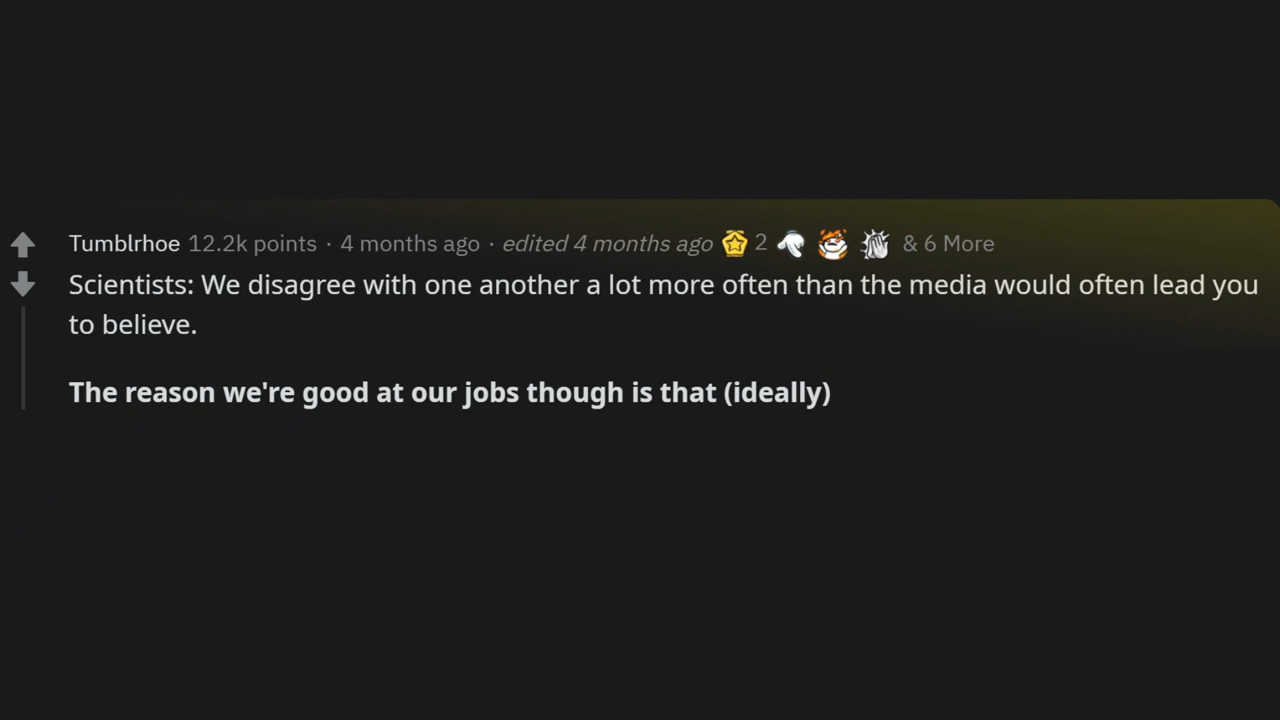 Tumblrhoe 12.2k points · 4 months ago · edited 4 months ago 2 & 6 More
Scientists: We disagree with one another a lot more often than the media would often lead you
to believe.
The reason we're good at our jobs though is that (ideally)